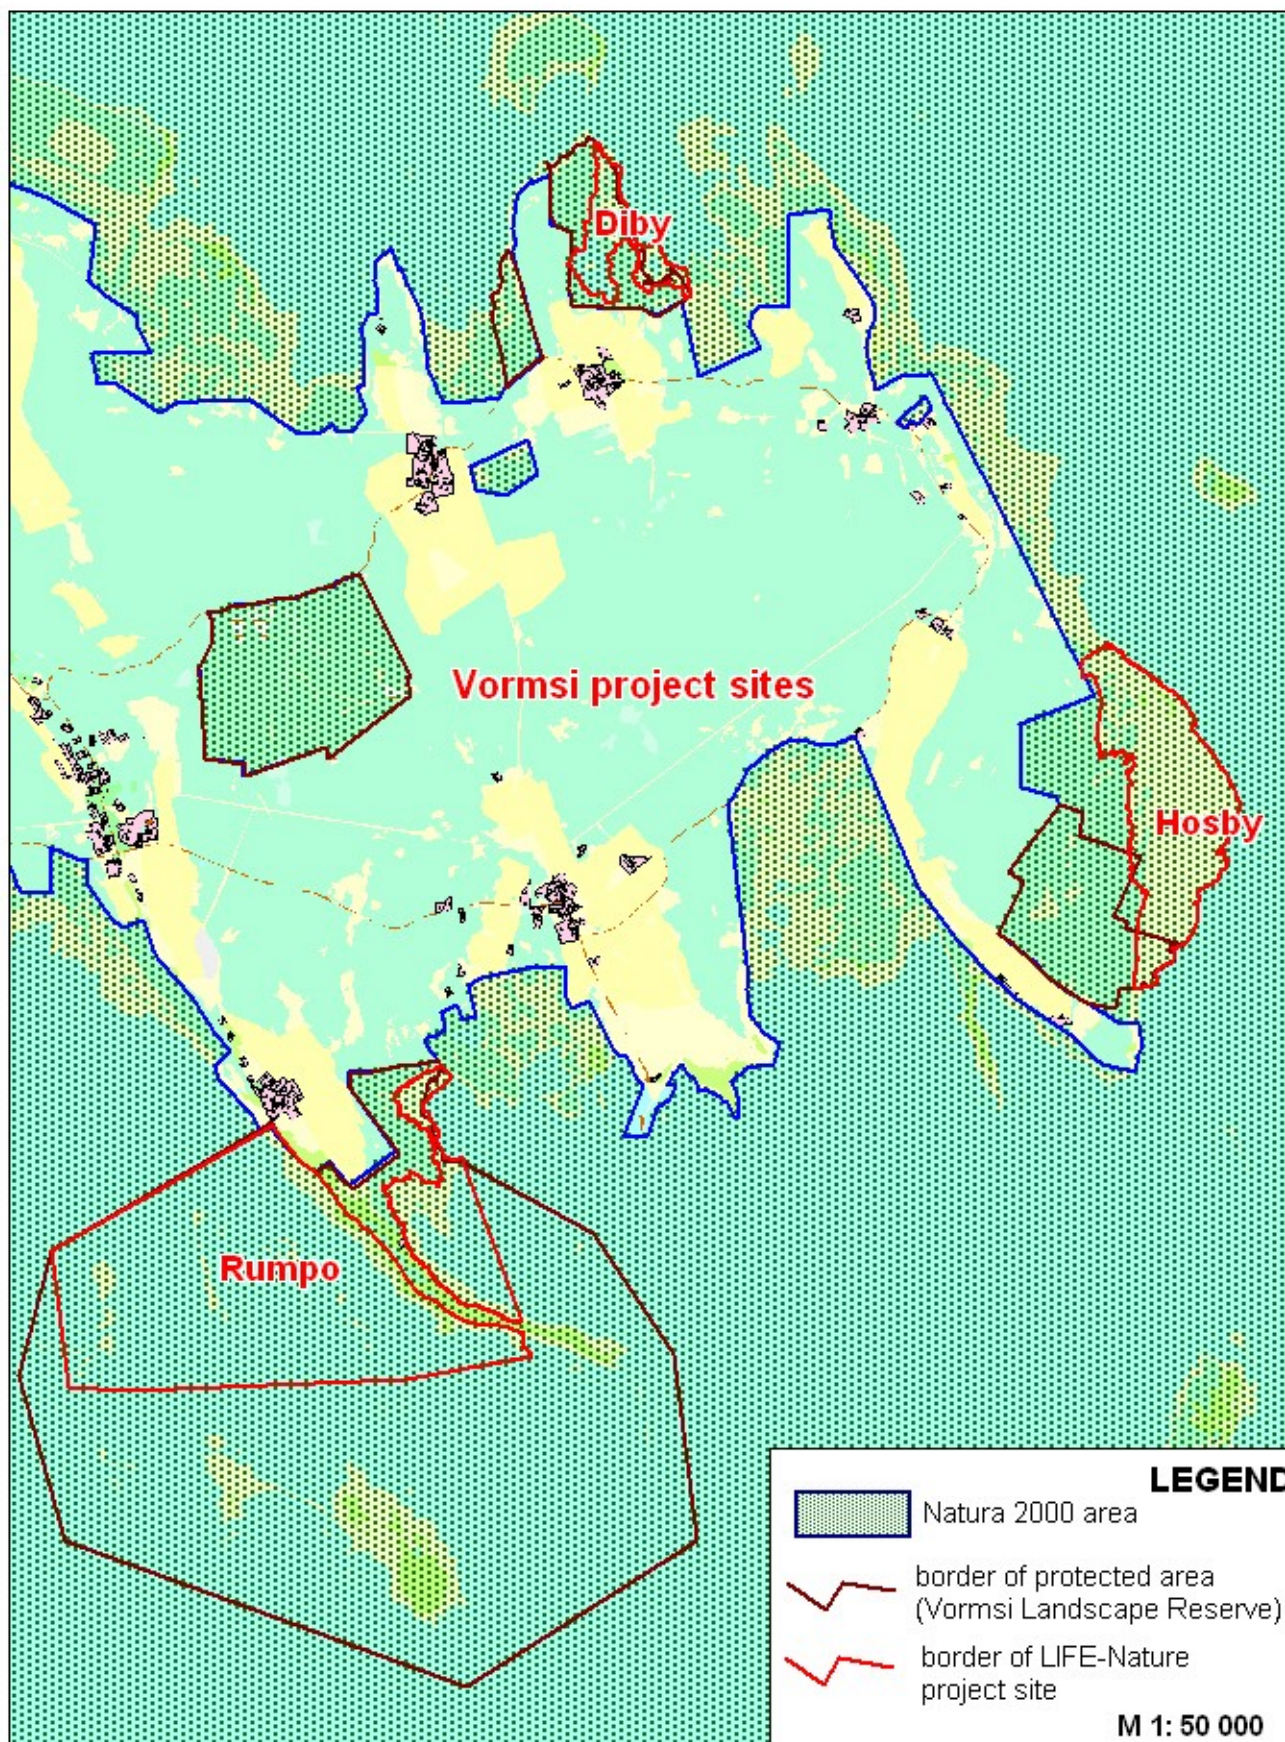 Diby
Vormsi project sites
Hosby
Rumpo
LEGEND
Natura 2000 area
border of protected area
(Vormsi Landscape Reserve)
border of LIFE-Nature
project site
M 1: 50 000